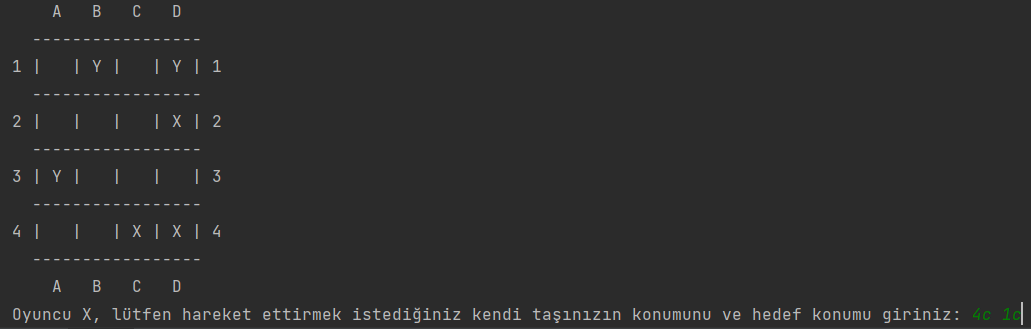 A   B   C   D
-----------------
1 |   | Y |   | Y | 1
-----------------
2 |   |   |   | X | 2
-----------------
3 | Y |   |   |   | 3
-----------------
4 |   |   | X | X | 4
-----------------
A   B   C   D
Oyuncu X, lütfen hareket ettirmek istediğiniz kendi taşınızın konumunu ve hedef konumu giriniz: 4c 1c